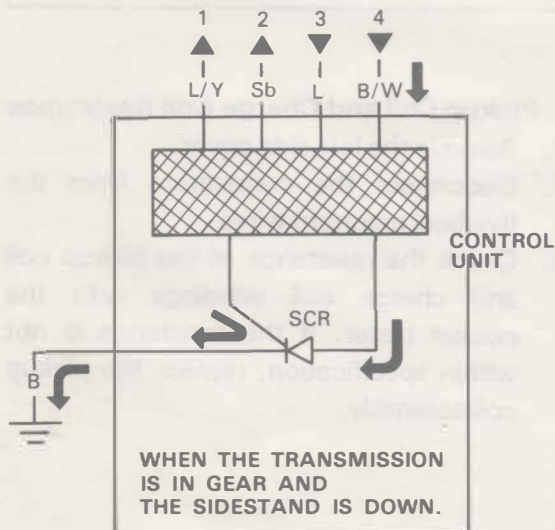 1 2 3 4
L/Y Sb L B/W
CONTROL
UNIT
SCR
B
WHEN THE TRANSMISSION
IS IN GEAR AND
THE SIDESTAND IS DOWN.